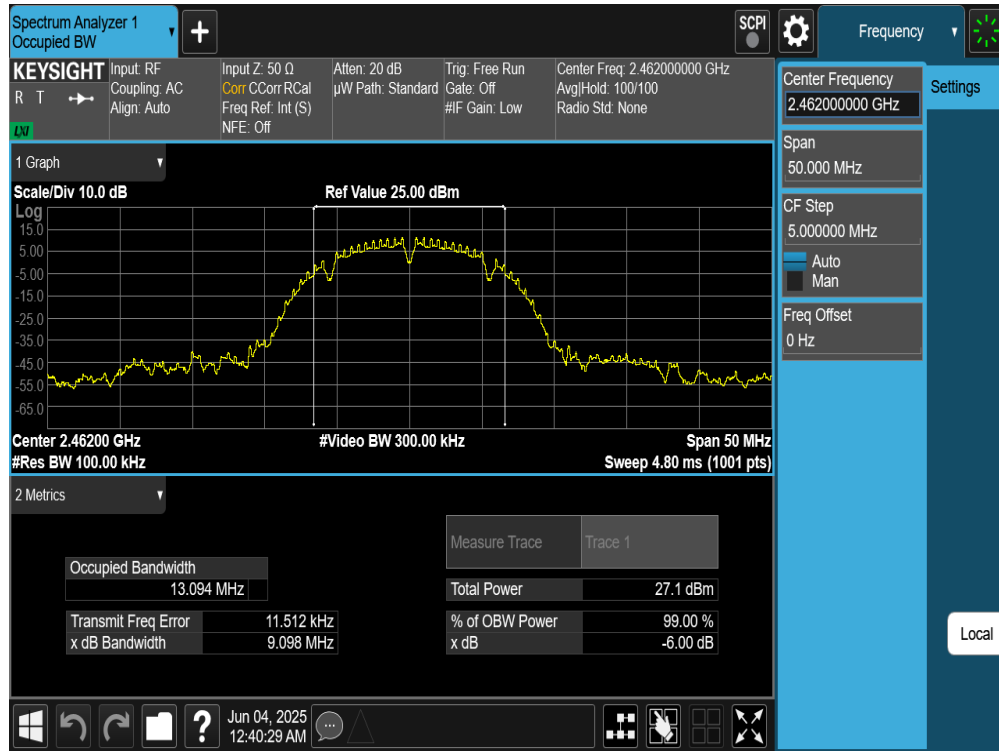 Spectrum Analyzer 1
Occupied BW
+
SCPI
Frequency
KEYSIGHT
R T
LXI
Input: RF
Coupling: AC
Align: Auto
Input Z: 50 Ω
Corr CCorr RCal
Freq Ref: Int (S)
NFE: Off
Atten: 20 dB
µW Path: Standard
Trig: Free Run
Gate: Off
#IF Gain: Low
Center Freq: 2.462000000 GHz
Avg|Hold: 100/100
Radio Std: None
Center Frequency
2.462000000 GHz
Settings
Span
50.000 MHz
CF Step
5.000000 MHz
Auto
Man
Freq Offset
0 Hz
1 Graph
Scale/Div 10.0 dB
Ref Value 25.00 dBm
Log
15.0
5.00
-5.00
-15.0
-25.0
-35.0
-45.0
-55.0
-65.0
Center 2.46200 GHz
#Video BW 300.00 kHz
Span 50 MHz
#Res BW 100.00 kHz
Sweep 4.80 ms (1001 pts)
2 Metrics
Measure Trace
Trace 1
Occupied Bandwidth
13.094 MHz
Total Power
27.1 dBm
Transmit Freq Error
11.512 kHz
% of OBW Power
99.00 %
x dB Bandwidth
9.098 MHz
x dB
-6.00 dB
Local
?
Jun 04, 2025
12:40:29 AM